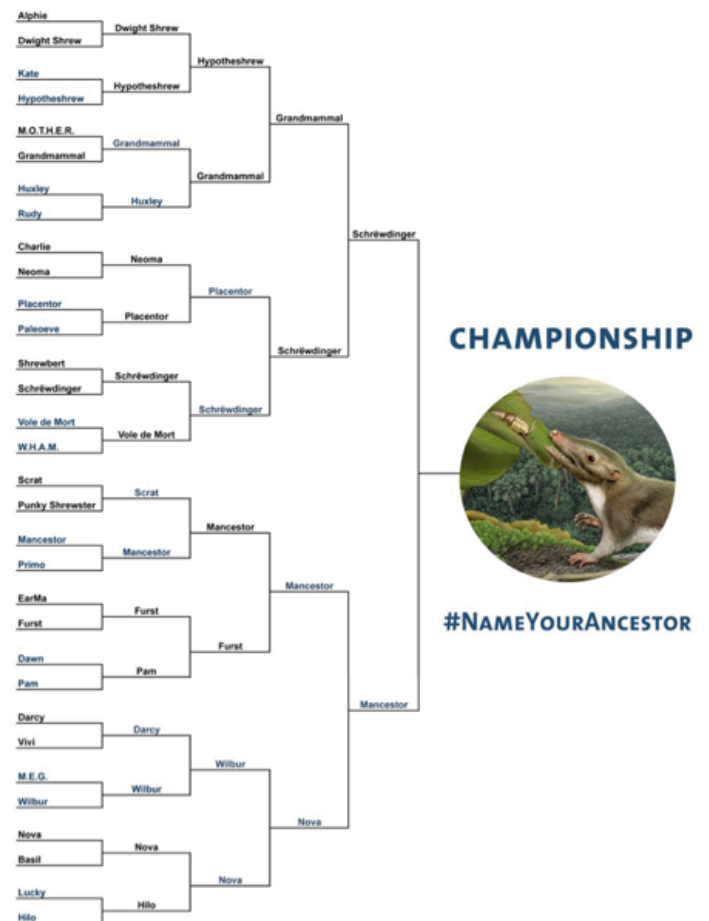 Alphie
Dwight Shrew
Kate
Hypotheshrew
M.O.T.H.E.R.
Grandmammal
Huxley
Rudy
Charlie
Neoma
Placentor
Paleoeve
Shrewbert
Schrëwdinger
Vole de Mort
W.H.A.M.
Scrat
Punky Shrewster
Mancestor
Primo
EarMa
Furst
Dawn
Pam
Darcy
Vivi
M.E.G.
Wilbur
Nova
Basil
Lucky
Hilo
Dwight Shrew
Hypotheshrew
Grandmammal
Huxley
Neoma
Placentor
Schrëwdinger
Vole de Mort
Scrat
Mancestor
Furst
Pam
Darcy
Wilbur
Nova
Hilo
Hypotheshrew
Grandmammal
Placentor
Schrëwdinger
Mancestor
Furst
Wilbur
Nova
Grandmammal
Schrëwdinger
Mancestor
Nova
Schrëwdinger
Mancestor
CHAMPIONSHIP
#NAMEYOURANCESTOR